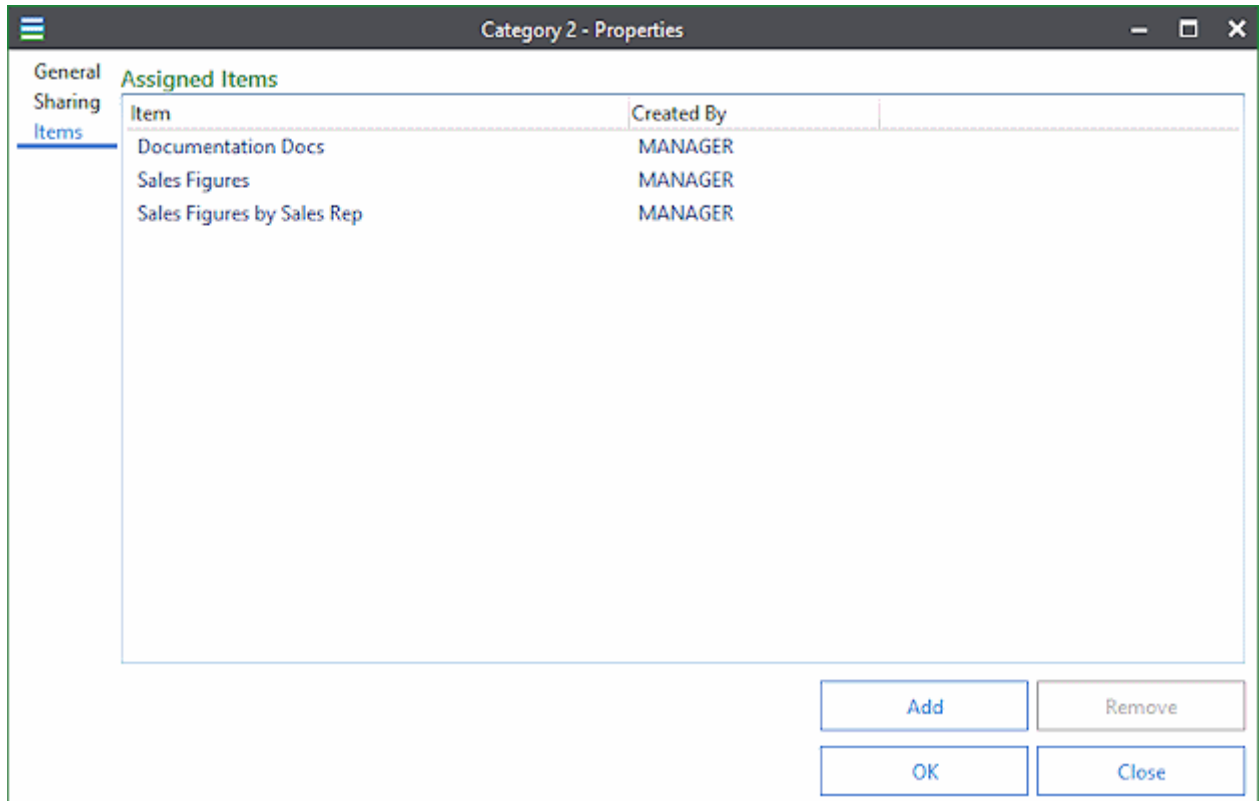 Category 2 - Properties
General
Sharing
Items
Assigned Items
Item Created By
Documentation Docs MANAGER
Sales Figures MANAGER
Sales Figures by Sales Rep MANAGER
Add Remove
OK Close